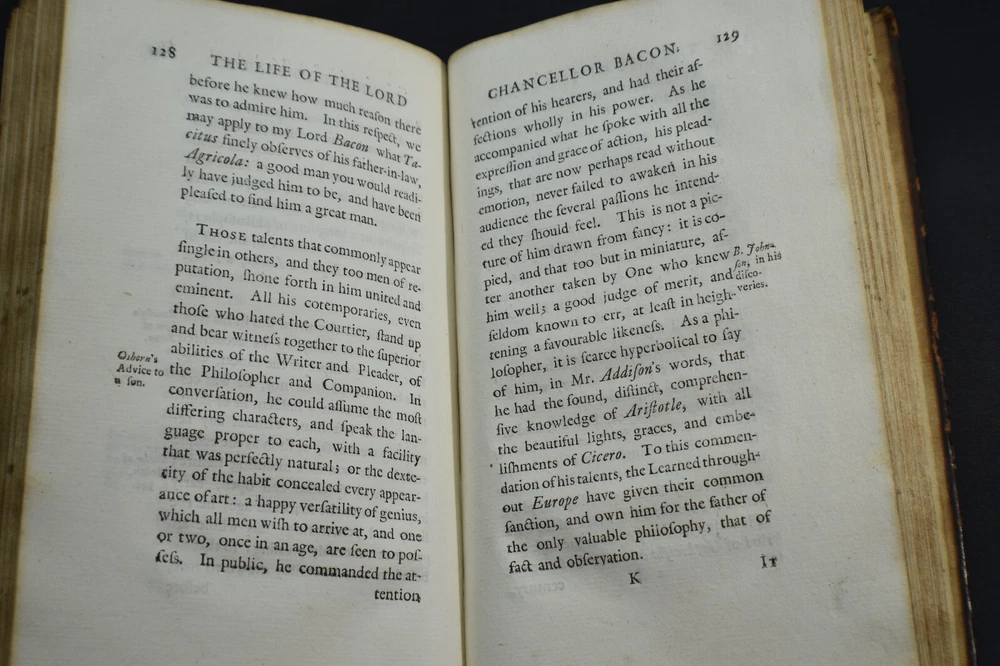 128
THE LIFE OF THE LORD
before he knew how much reaſon there
was to admire him. In this reſpect, we
may apply to my Lord Bacon what Ta-
citus finely obſerves of his father-in-law,
Agricola: a good man you would readi-
ly have judged him to be, and have been
pleaſed to find him a great man.
THOSE talents that commonly appear
ſingle in others, and they too men of re-
putation, ſhone forth in him united and
eminent. All his cotemporaries, even
thoſe who hated the Courtier, ſtand up
and bear witneſs together to the ſuperior
abilities of the Writer and Pleader, of
the Philoſopher and Companion. In
converſation, he could aſſume the moſt
differing characters, and ſpeak the lan-
guage proper to each, with a facility
that was perfectly natural; or the dexte-
rity of the habit concealed every appear-
ance of art: a happy verſatility of genius,
which all men wiſh to arrive at, and one
or two, once in an age, are ſeen to poſ-
ſeſs. In public, he commanded the at-
tention
Osborn's
Advice to
a ſon.
129
CHANCELLOR BACON.
tention of his hearers, and had their af-
fections wholly in his power. As he
accompanied what he ſpoke with all the
expreſſion and grace of action, his plead-
ings, that are now perhaps read without
emotion, never failed to awaken in his
audience the ſeveral paſſions he intend-
ed they ſhould feel. This is not a pic-
ture of him drawn from fancy: it is co-
pied, and that too but in miniature, af-
ter another taken by One who knew
him well; a good judge of merit, and
ſeldom known to err, at leaſt in heigh-
tening a favourable likeneſs. As a phi-
loſopher, it is ſcarce hyperbolical to ſay
of him, in Mr. Addiſon's words, that
he had the ſound, diſtinct, comprehen-
ſive knowledge of Ariſtotle, with all
the beautiful lights, graces, and embe-
liſhments of Cicero. To this commen-
dation of his talents, the Learned through-
out Europe have given their common
ſanction, and own him for the father of
the only valuable philoſophy, that of
fact and obſervation.
K
IT
B. John-
ſon, in his
diſco-
veries.